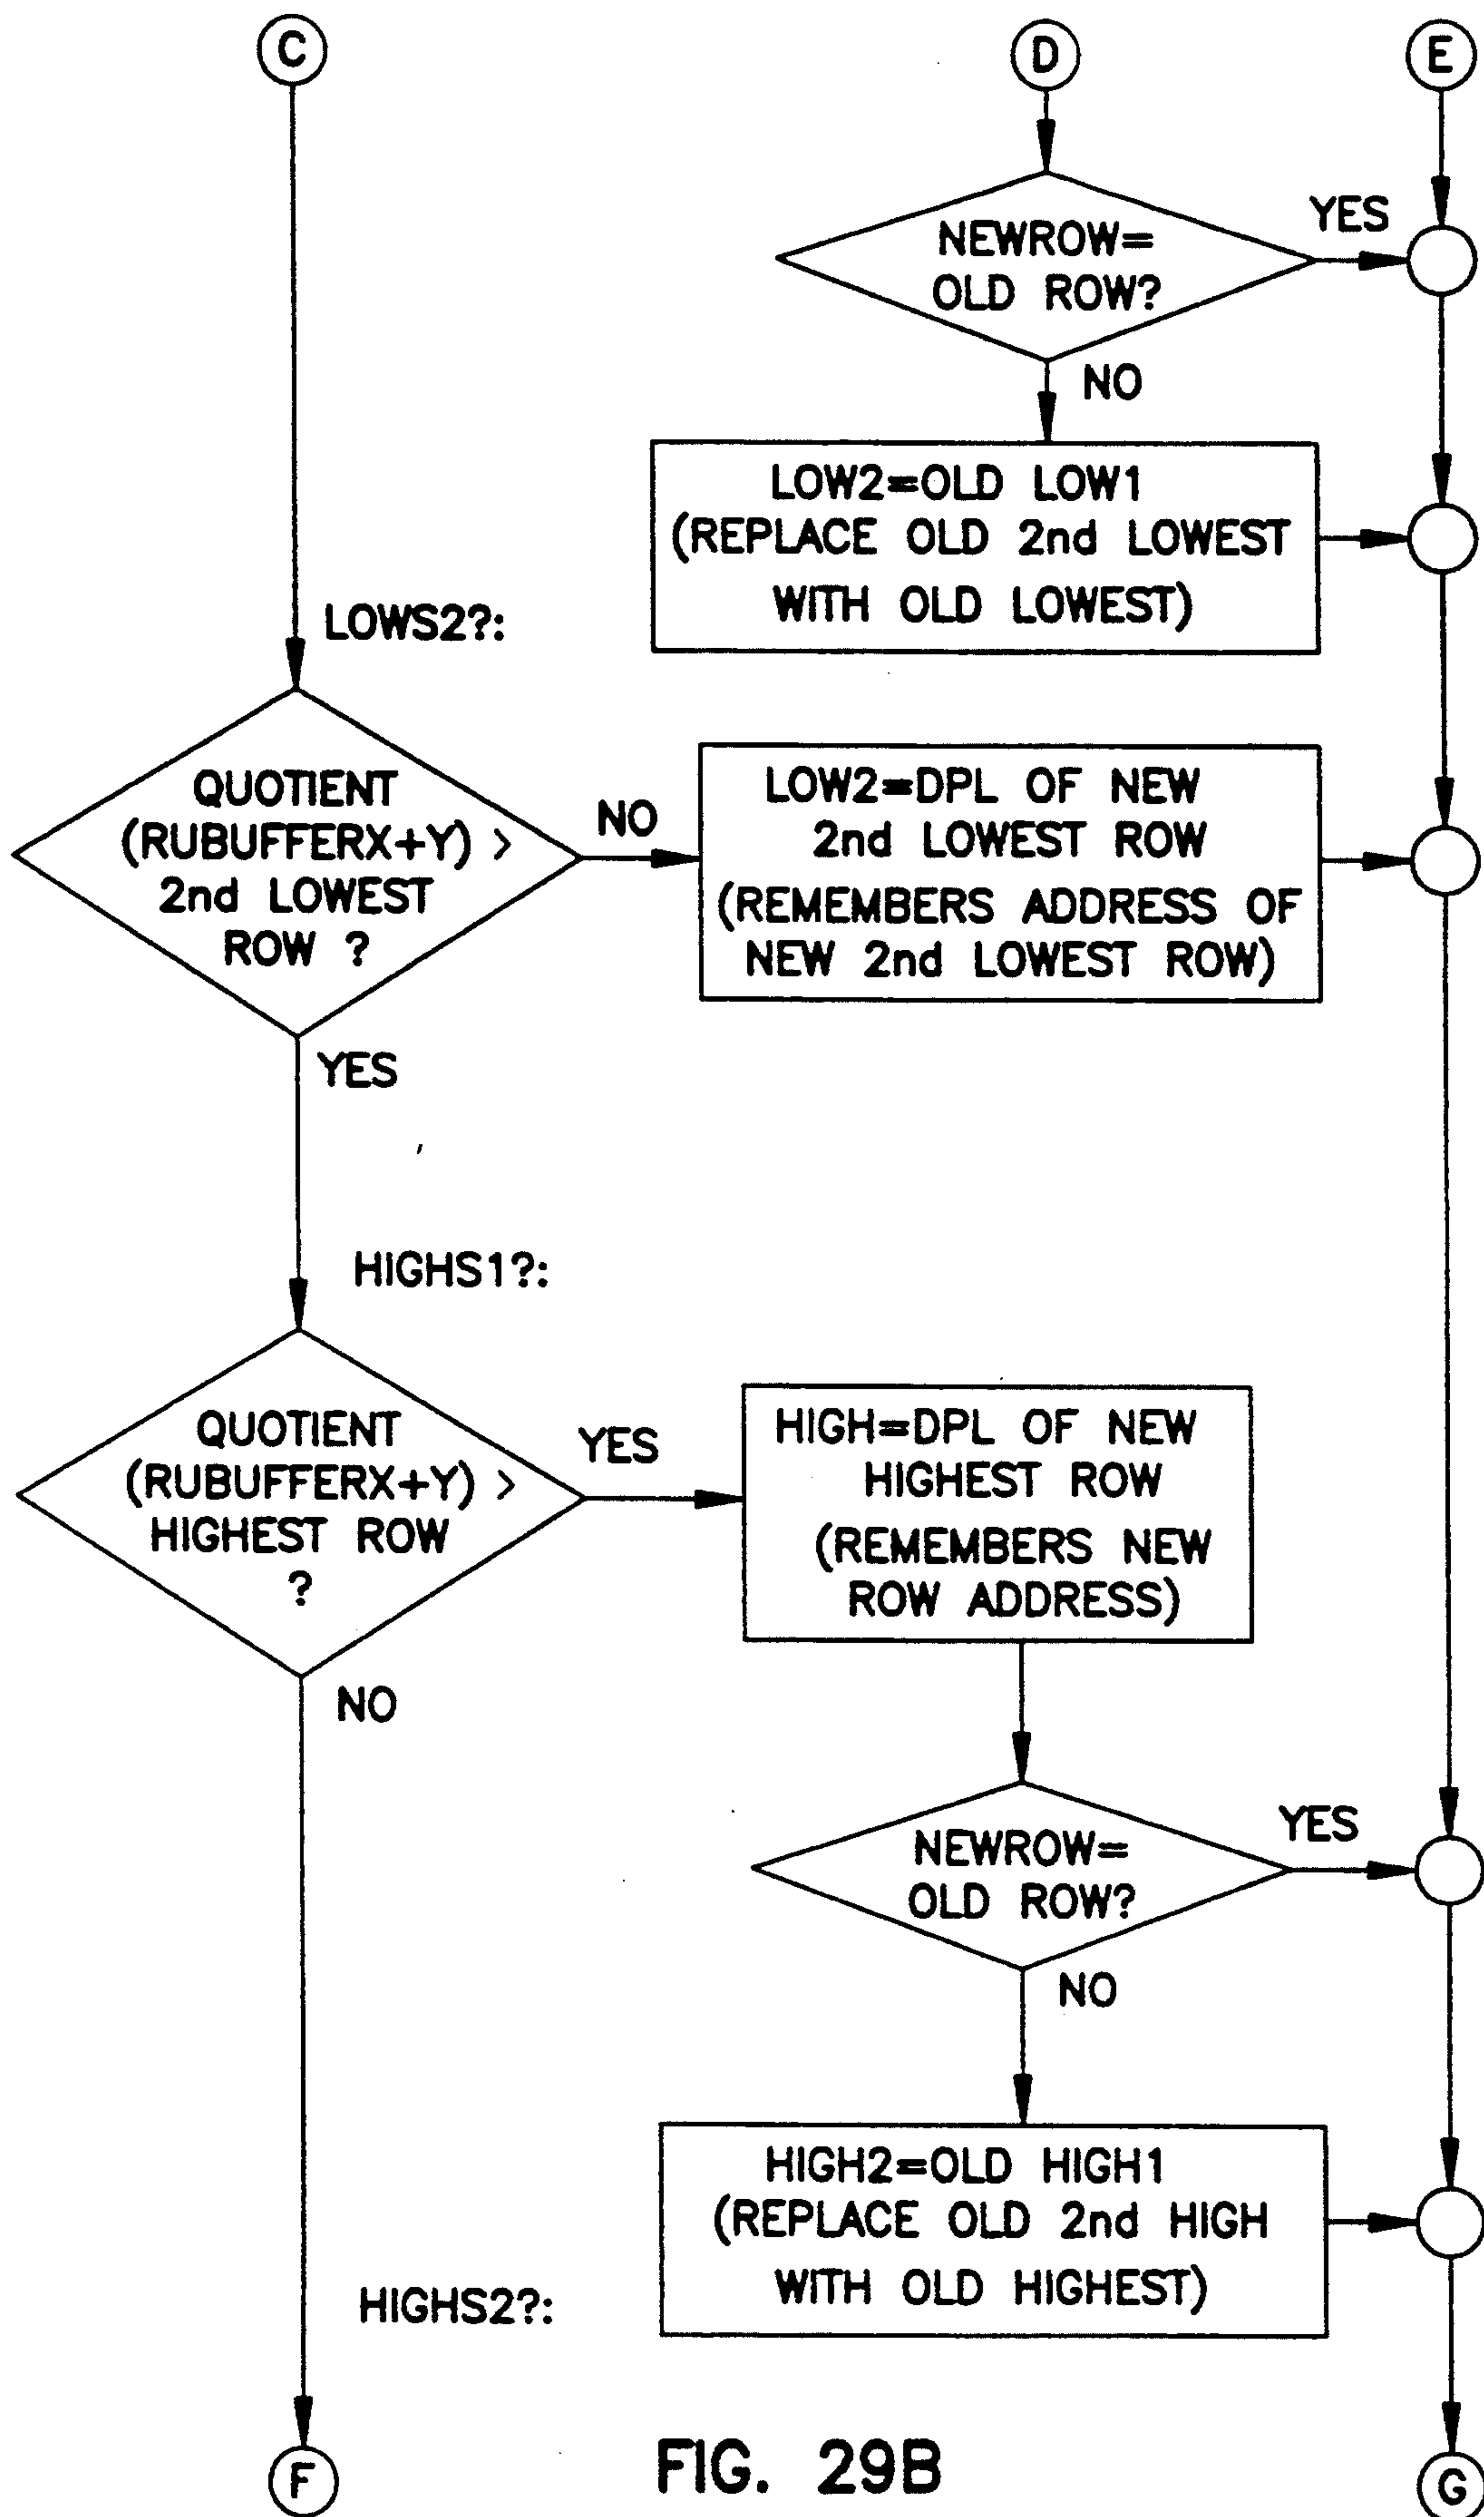 C
D
E
NEWROW=
OLD ROW?
YES
NO
LOW2=OLD LOW1
(REPLACE OLD 2nd LOWEST
WITH OLD LOWEST)
LOWS2?:
QUOTIENT
(RUBUFFERX+Y) >
2nd LOWEST
ROW ?
NO
LOW2=DPL OF NEW
2nd LOWEST ROW
(REMEMBERS ADDRESS OF
NEW 2nd LOWEST ROW)
YES
HIGHS1?:
QUOTIENT
(RUBUFFERX+Y) >
HIGHEST ROW
?
YES
HIGH=DPL OF NEW
HIGHEST ROW
(REMEMBERS NEW
ROW ADDRESS)
NO
NEWROW=
OLD ROW?
YES
NO
HIGH2=OLD HIGH1
(REPLACE OLD 2nd HIGH
WITH OLD HIGHEST)
HIGHS2?:
F
FIG. 29B
G